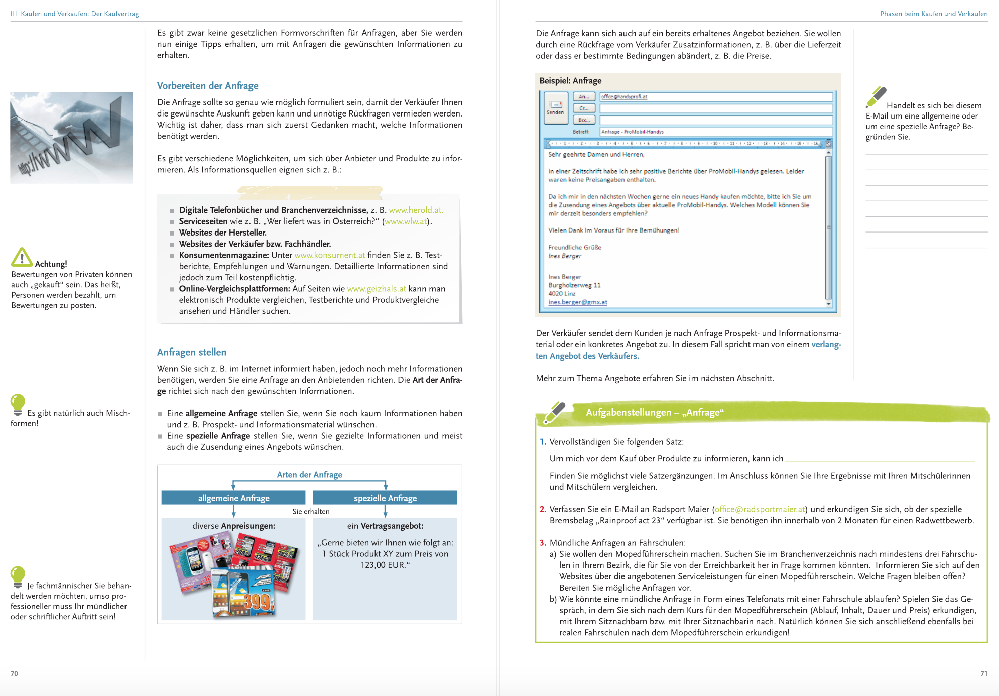 III Kaufen und Verkaufen: Der Kaufvertrag
Es gibt zwar keine gesetzlichen Formvorschriften für Anfragen, aber Sie werden
nun einige Tipps erhalten, um mit Anfragen die gewünschten Informationen zu
erhalten.
Vorbereiten der Anfrage
Die Anfrage sollte so genau wie möglich formuliert sein, damit der Verkäufer Ihnen
die gewünschte Auskunft geben kann und unnötige Rückfragen vermieden werden.
Wichtig ist daher, dass man sich zuerst Gedanken macht, welche Informationen
benötigt werden.
http://www
Es gibt verschiedene Möglichkeiten, um sich über Anbieter und Produkte zu infor-
mieren. Als Informationsquellen eignen sich z. B.:
■ Digitale Telefonbücher und Branchenverzeichnisse, z. B. www.herold.at.
■ Serviceseiten wie z. B. „Wer liefert was in Österreich?“ (www.wlw.at).
■ Websites der Hersteller.
■ Websites der Verkäufer bzw. Fachhändler.
■ Konsumentenmagazine: Unter www.konsument.at finden Sie z. B. Test-
berichte, Empfehlungen und Warnungen. Detaillierte Informationen sind
jedoch zum Teil kostenpflichtig.
■ Online-Vergleichsplattformen: Auf Seiten wie www.geizhals.at kann man
elektronisch Produkte vergleichen, Testberichte und Produktvergleiche
ansehen und Händler suchen.
Achtung!
Bewertungen von Privaten können
auch „gekauft“ sein. Das heißt,
Personen werden bezahlt, um
Bewertungen zu posten.
Anfragen stellen
Wenn Sie sich z. B. im Internet informiert haben, jedoch noch mehr Informationen
benötigen, werden Sie eine Anfrage an den Anbietenden richten. Die Art der Anfra-
ge richtet sich nach den gewünschten Informationen.
Es gibt natürlich auch Misch-
formen!
■ Eine allgemeine Anfrage stellen Sie, wenn Sie noch kaum Informationen haben
und z. B. Prospekt- und Informationsmaterial wünschen.
■ Eine spezielle Anfrage stellen Sie, wenn Sie gezielte Informationen und meist
auch die Zusendung eines Angebots wünschen.
Arten der Anfrage
allgemeine Anfrage
spezielle Anfrage
Sie erhalten
diverse Anpreisungen:
399,
ein Vertragsangebot:
„Gerne bieten wir Ihnen wie folgt an:
1 Stück Produkt XY zum Preis von
123,00 EUR.“
Je fachmännischer Sie behan-
delt werden möchten, umso pro-
fessioneller muss Ihr mündlicher
oder schriftlicher Auftritt sein!
70
Phasen beim Kaufen und Verkaufen
Die Anfrage kann sich auch auf ein bereits erhaltenes Angebot beziehen. Sie wollen
durch eine Rückfrage vom Verkäufer Zusatzinformationen, z. B. über die Lieferzeit
oder dass er bestimmte Bedingungen abändert, z. B. die Preise.
Beispiel: Anfrage
Senden
An... office@handyprofi.at
Cc...
Bcc...
Betreff: Anfrage - ProMobil-Handys
1 2 3 4 5 6 7 8 9 10 11 12 13 14 15 16
Sehr geehrte Damen und Herren,
in einer Zeitschrift habe ich sehr positive Berichte über ProMobil-Handys gelesen. Leider
waren keine Preisangaben enthalten.
Da ich mir in den nächsten Wochen gerne ein neues Handy kaufen möchte, bitte ich Sie um
die Zusendung eines Angebots über aktuelle ProMobil-Handys. Welches Modell können Sie
mir derzeit besonders empfehlen?
Vielen Dank im Voraus für Ihre Bemühungen!
Freundliche Grüße
Ines Berger
Ines Berger
Burgholzerweg 11
4020 Linz
ines.berger@gmx.at
Handelt es sich bei diesem
E-Mail um eine allgemeine oder
um eine spezielle Anfrage? Be-
gründen Sie.
Der Verkäufer sendet dem Kunden je nach Anfrage Prospekt- und Informationsma-
terial oder ein konkretes Angebot zu. In diesem Fall spricht man von einem verlang-
ten Angebot des Verkäufers.
Mehr zum Thema Angebote erfahren Sie im nächsten Abschnitt.
Aufgabenstellungen – „Anfrage“
1. Vervollständigen Sie folgenden Satz:
Um mich vor dem Kauf über Produkte zu informieren, kann ich
Finden Sie möglichst viele Satzergänzungen. Im Anschluss können Sie Ihre Ergebnisse mit Ihren Mitschülerinnen
und Mitschülern vergleichen.
2. Verfassen Sie ein E-Mail an Radsport Maier (office@radsportmaier.at) und erkundigen Sie sich, ob der spezielle
Bremsbelag „Rainproof act 23“ verfügbar ist. Sie benötigen ihn innerhalb von 2 Monaten für einen Radwettbewerb.
3. Mündliche Anfragen an Fahrschulen:
a) Sie wollen den Mopedführerschein machen. Suchen Sie im Branchenverzeichnis nach mindestens drei Fahrschu-
len in Ihrem Bezirk, die für Sie von der Erreichbarkeit her in Frage kommen könnten. Informieren Sie sich auf den
Websites über die angebotenen Serviceleistungen für einen Mopedführerschein. Welche Fragen bleiben offen?
Bereiten Sie mögliche Anfragen vor.
b) Wie könnte eine mündliche Anfrage in Form eines Telefonats mit einer Fahrschule ablaufen? Spielen Sie das Ge-
spräch, in dem Sie sich nach dem Kurs für den Mopedführerschein (Ablauf, Inhalt, Dauer und Preis) erkundigen,
mit Ihrem Sitznachbarn bzw. mit Ihrer Sitznachbarin nach. Natürlich können Sie sich anschließend ebenfalls bei
realen Fahrschulen nach dem Mopedführerschein erkundigen!
71